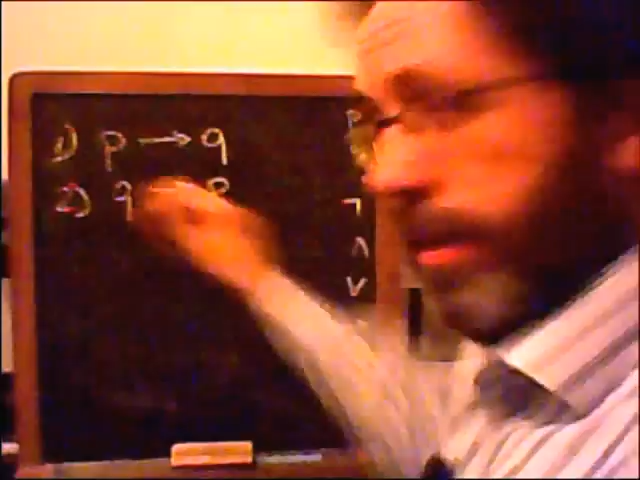 1) p → q
2) q → p
p
¬
∧
∨